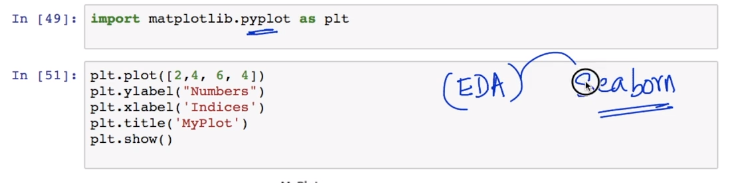 In [49]: import matplotlib.pyplot as plt
In [51]: plt.plot([2,4, 6, 4])
plt.ylabel("Numbers")
plt.xlabel('Indices')
plt.title('MyPlot')
plt.show()
(EDA) Seaborn